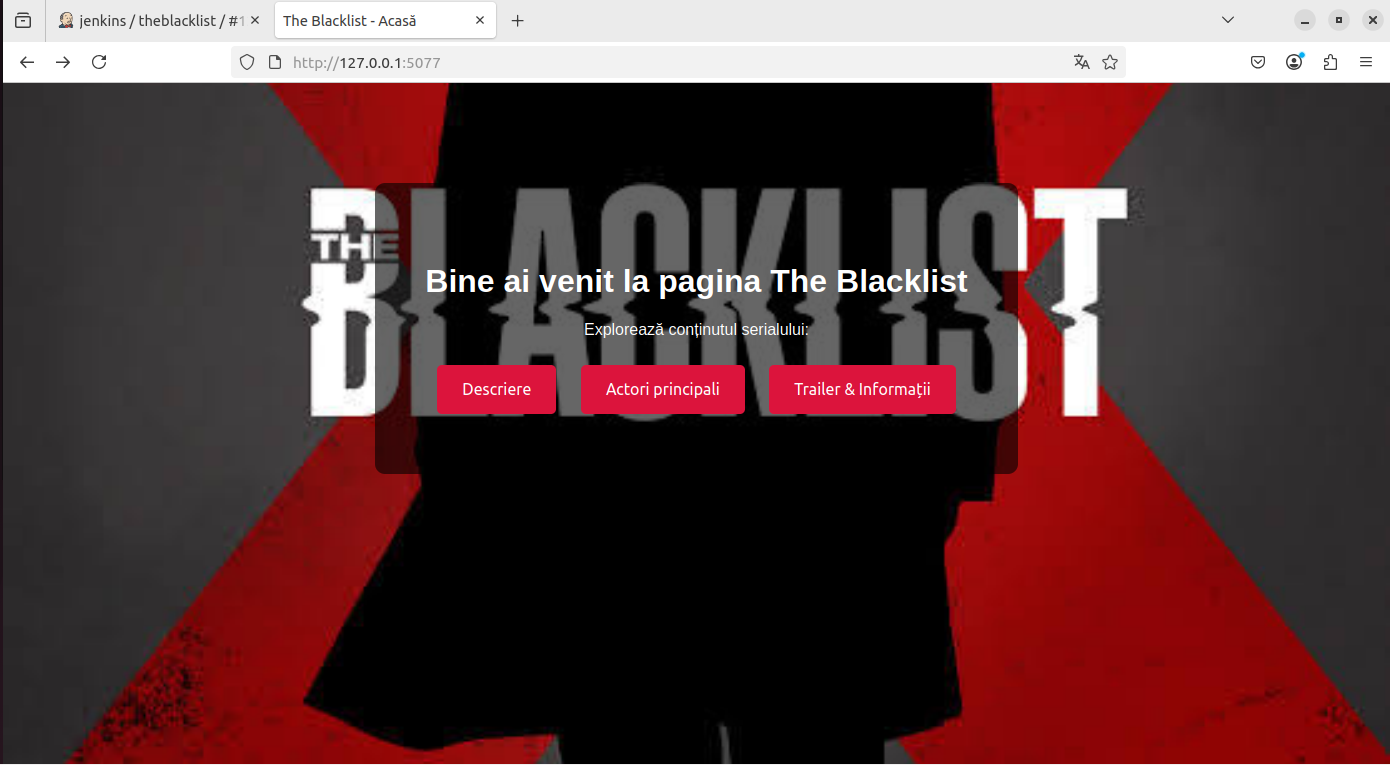 jenkins / theblacklist / #1
The Blacklist - Acasă
http://127.0.0.1:5077
THE
BLACKLIST
Bine ai venit la pagina The Blacklist
Explorează conținutul serialului:
Descriere
Actori principali
Trailer & Informații